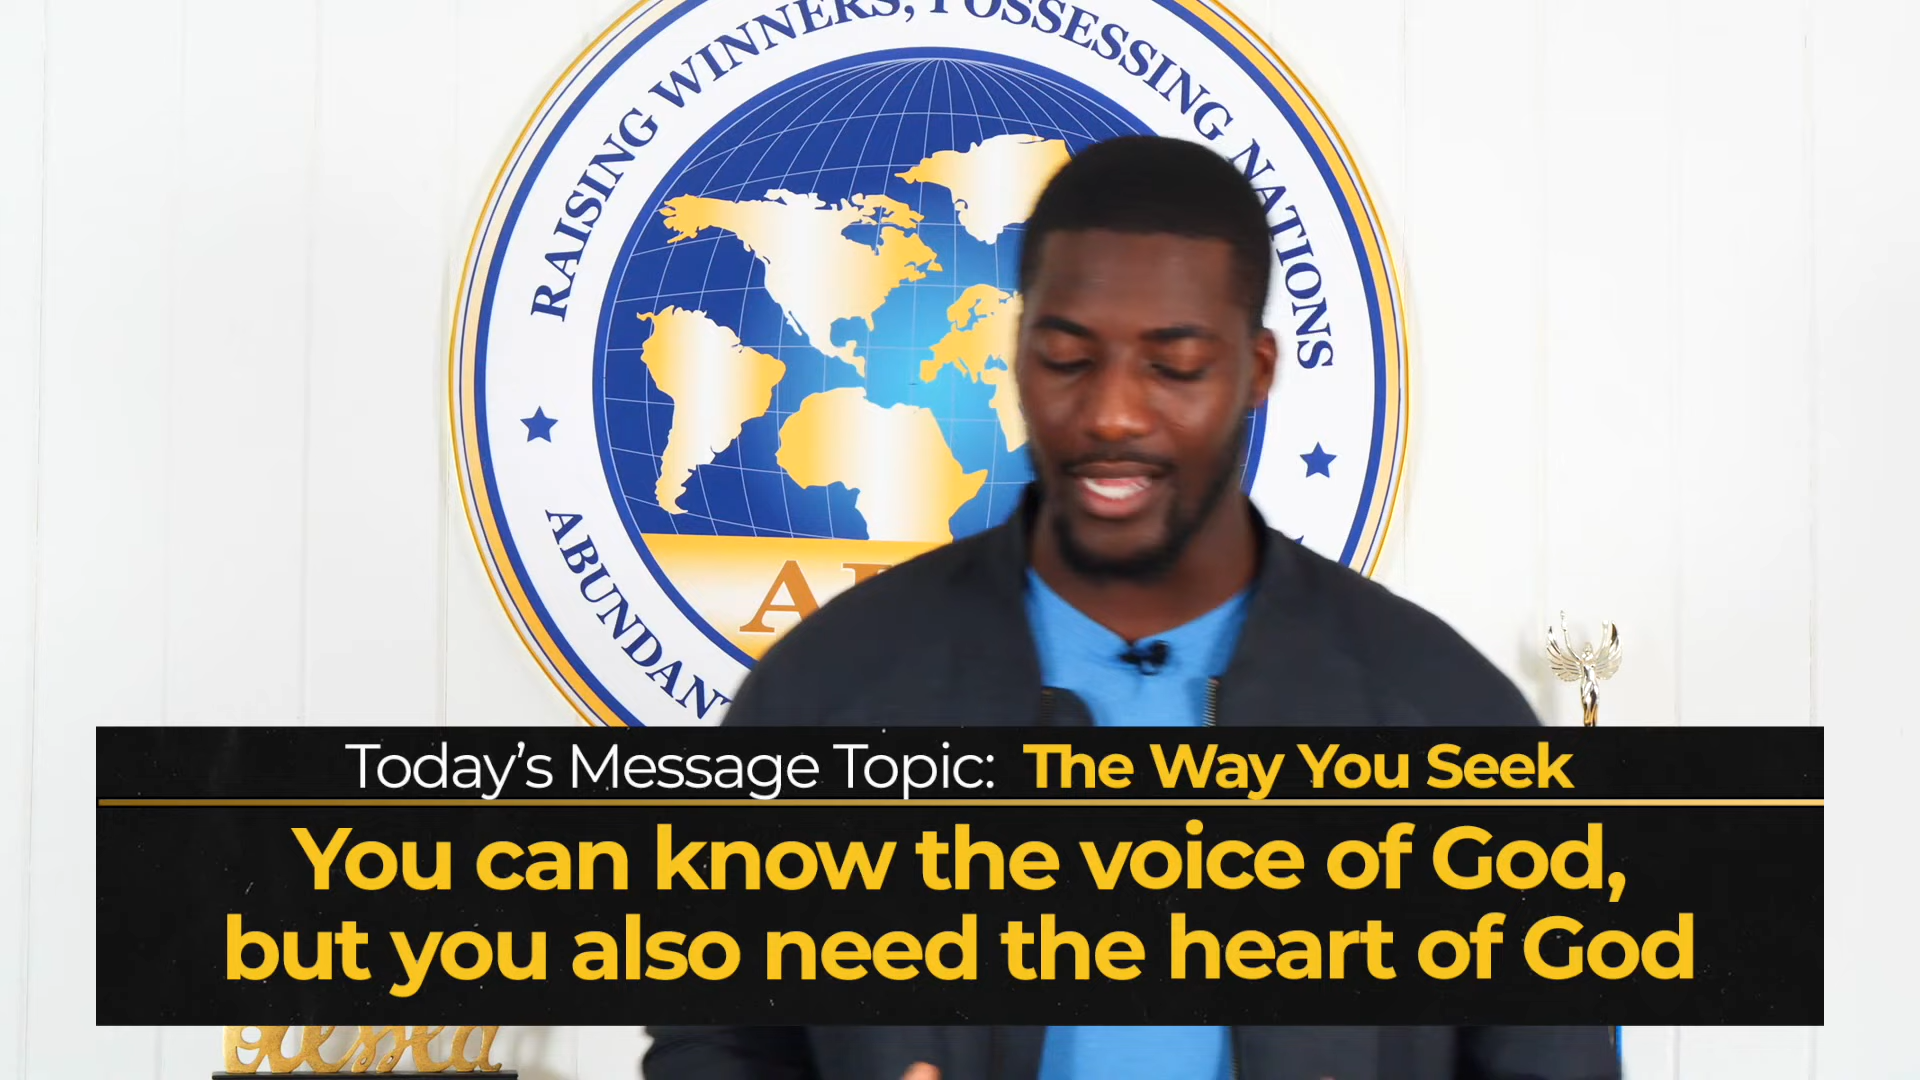 RAISING WINNERS, POSSESSING NATIONS
ABUNDANT
Today's Message Topic: The Way You Seek
You can know the voice of God,
but you also need the heart of God
blessed